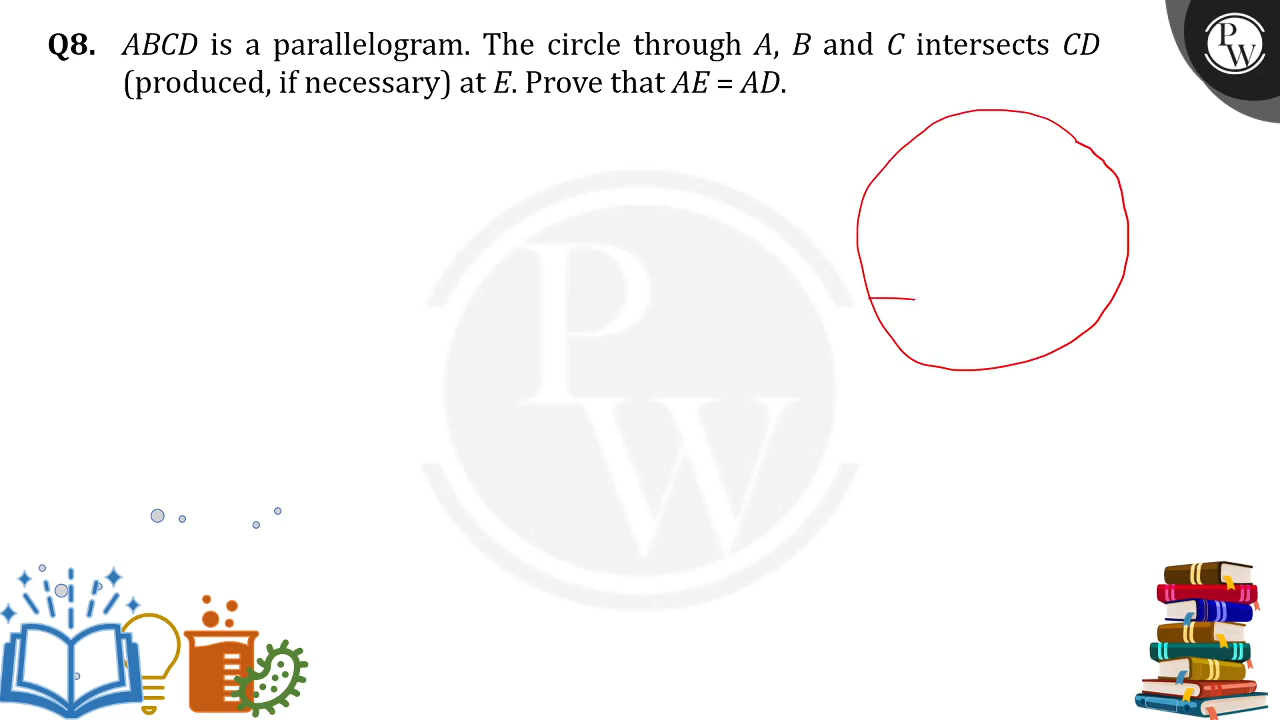 Q8. ABCD is a parallelogram. The circle through A, B and C intersects CD
(produced, if necessary) at E. Prove that AE = AD.
P
W
P
W